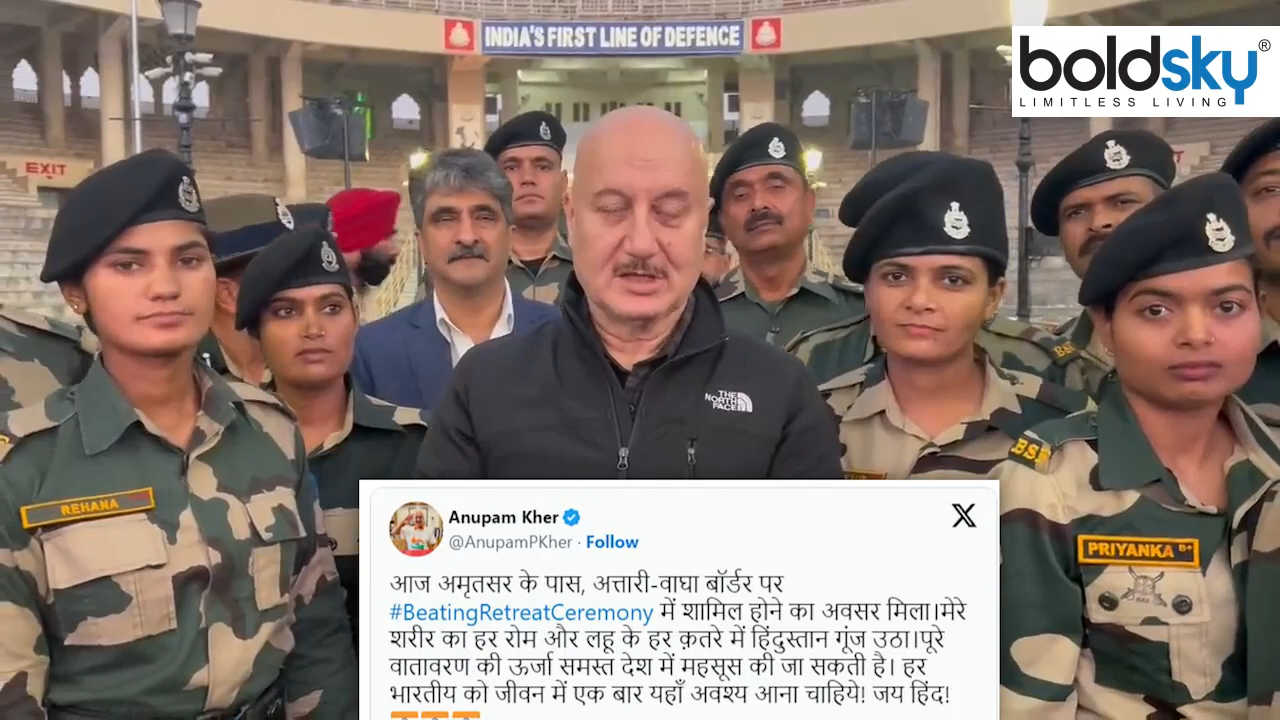 INDIA'S FIRST LINE OF DEFENCE
boldsky®
LIMITLESS LIVING
EXIT
THE
NORTH
FACE
REHANA
BS
PRIYANKA B+
BSF
Anupam Kher
@AnupamPKher · Follow
X
आज अमृतसर के पास, अत्तारी-वाघा बॉर्डर पर
#BeatingRetreatCeremony में शामिल होने का अवसर मिला।मेरे
शरीर का हर रोम और लहू के हर क़तरे में हिंदुस्तान गूंज उठा।पूरे
वातावरण की ऊर्जा समस्त देश में महसूस की जा सकती है। हर
भारतीय को जीवन में एक बार यहाँ अवश्य आना चाहिये! जय हिंद!